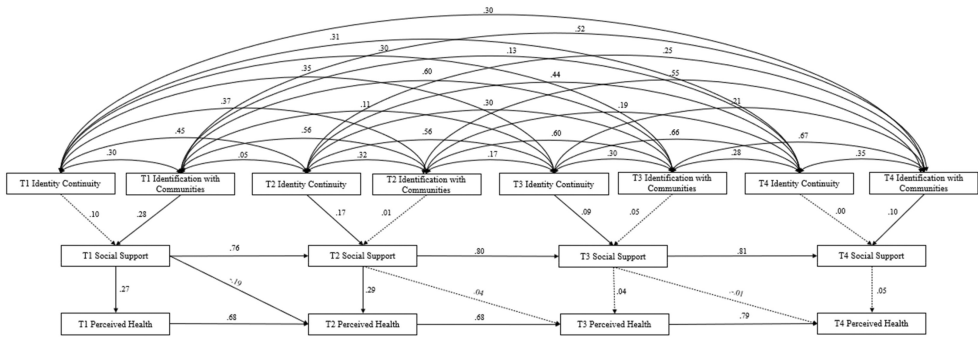 .30
.52
.31
.30
.13
.25
.35
.60
.44
.55
.37
.11
.30
.19
.21
.45
.56
.56
.60
.66
.67
.30
.05
.32
.17
.30
.28
.35
T1 Identity Continuity
T1 Identification with
Communities
T2 Identity Continuity
T2 Identification with
Communities
T3 Identity Continuity
T3 Identification with
Communities
T4 Identity Continuity
T4 Identification with
Communities
.10
.28
.17
.01
.09
.05
.00
.10
T1 Social Support
.76
T2 Social Support
.80
T3 Social Support
.81
T4 Social Support
.27
-.19
.29
.04
.04
-.01
.05
T1 Perceived Health
.68
T2 Perceived Health
.68
T3 Perceived Health
.79
T4 Perceived Health